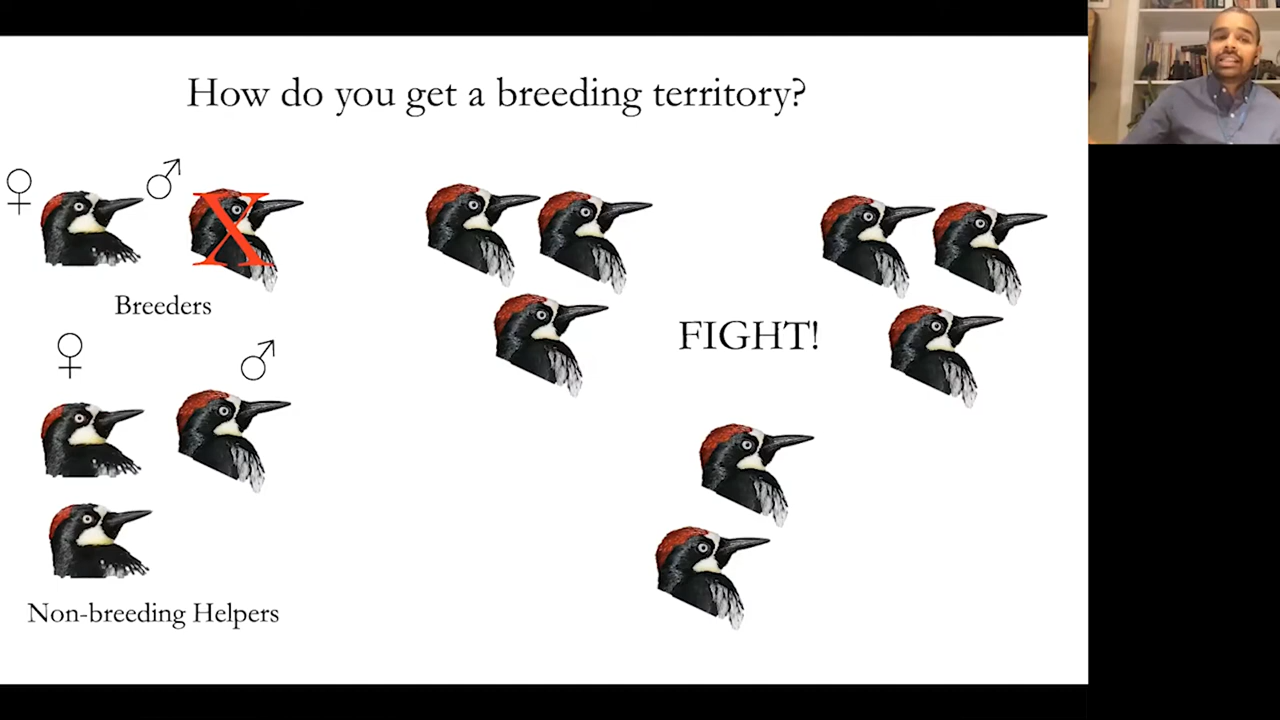 How do you get a breeding territory?
♀
♂
X
Breeders
FIGHT!
♀
♂
Non-breeding Helpers